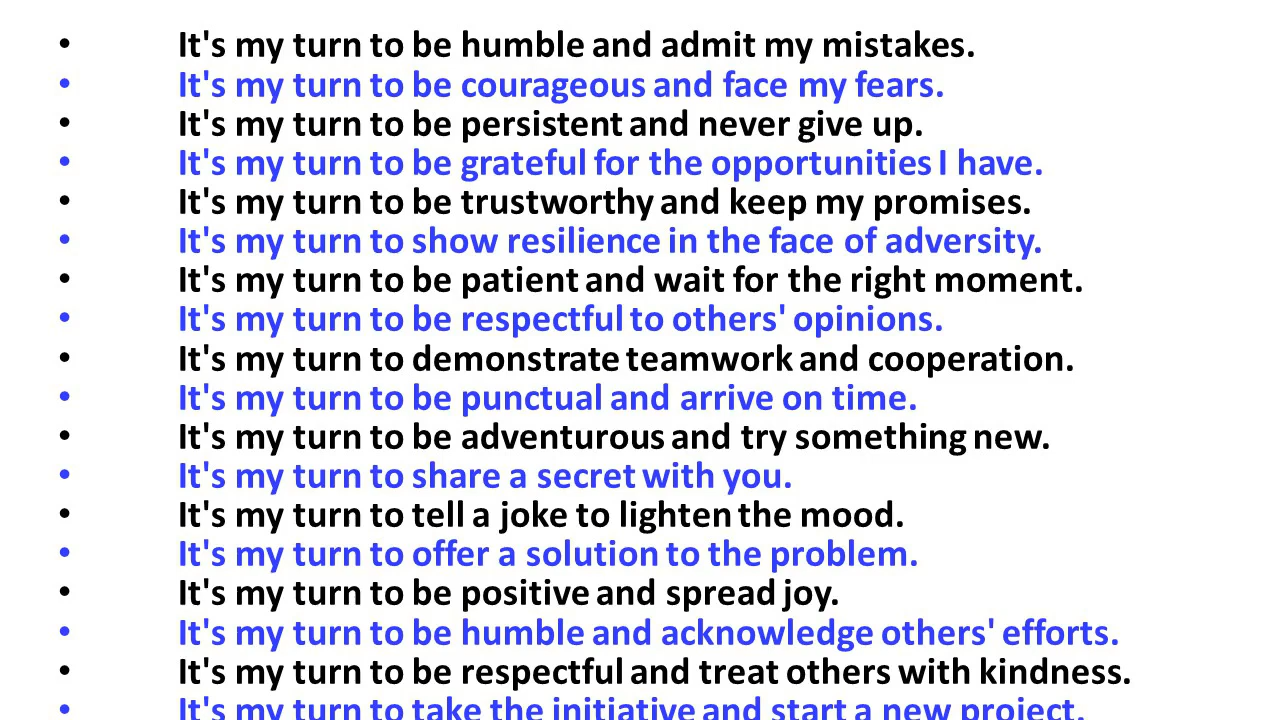 • It's my turn to be humble and admit my mistakes.
• It's my turn to be courageous and face my fears.
• It's my turn to be persistent and never give up.
• It's my turn to be grateful for the opportunities I have.
• It's my turn to be trustworthy and keep my promises.
• It's my turn to show resilience in the face of adversity.
• It's my turn to be patient and wait for the right moment.
• It's my turn to be respectful to others' opinions.
• It's my turn to demonstrate teamwork and cooperation.
• It's my turn to be punctual and arrive on time.
• It's my turn to be adventurous and try something new.
• It's my turn to share a secret with you.
• It's my turn to tell a joke to lighten the mood.
• It's my turn to offer a solution to the problem.
• It's my turn to be positive and spread joy.
• It's my turn to be humble and acknowledge others' efforts.
• It's my turn to be respectful and treat others with kindness.
• It's my turn to take the initiative and start a new project.